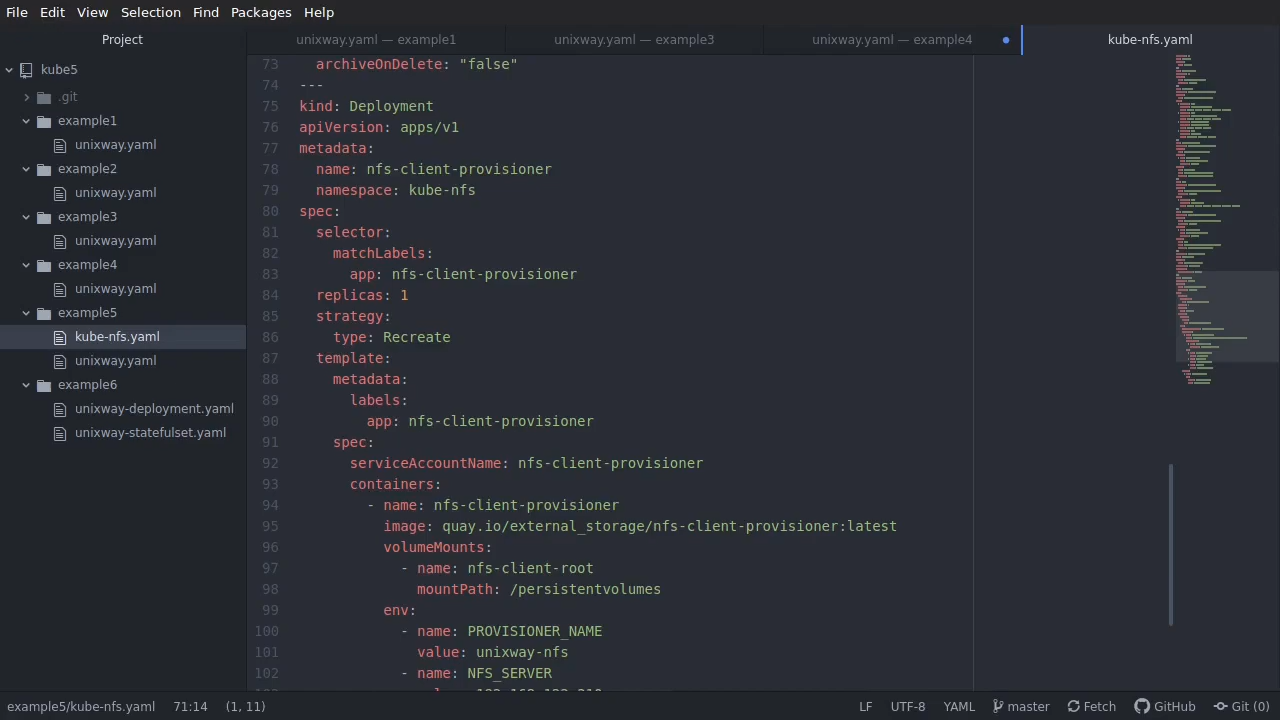 File Edit View Selection Find Packages Help
Project
unixway.yaml — example1
unixway.yaml — example3
unixway.yaml — example4
kube-nfs.yaml
kube5
.git
example1
unixway.yaml
example2
unixway.yaml
example3
unixway.yaml
example4
unixway.yaml
example5
kube-nfs.yaml
unixway.yaml
example6
unixway-deployment.yaml
unixway-statefulset.yaml
73 archiveOnDelete: "false"
74 ---
75 kind: Deployment
76 apiVersion: apps/v1
77 metadata:
78 name: nfs-client-provisioner
79 namespace: kube-nfs
80 spec:
81 selector:
82 matchLabels:
83 app: nfs-client-provisioner
84 replicas: 1
85 strategy:
86 type: Recreate
87 template:
88 metadata:
89 labels:
90 app: nfs-client-provisioner
91 spec:
92 serviceAccountName: nfs-client-provisioner
93 containers:
94 - name: nfs-client-provisioner
95 image: quay.io/external_storage/nfs-client-provisioner:latest
96 volumeMounts:
97 - name: nfs-client-root
98 mountPath: /persistentvolumes
99 env:
100 - name: PROVISIONER_NAME
101 value: unixway-nfs
102 - name: NFS_SERVER
example5/kube-nfs.yaml 71:14 (1, 11) LF UTF-8 YAML master Fetch GitHub Git (0)